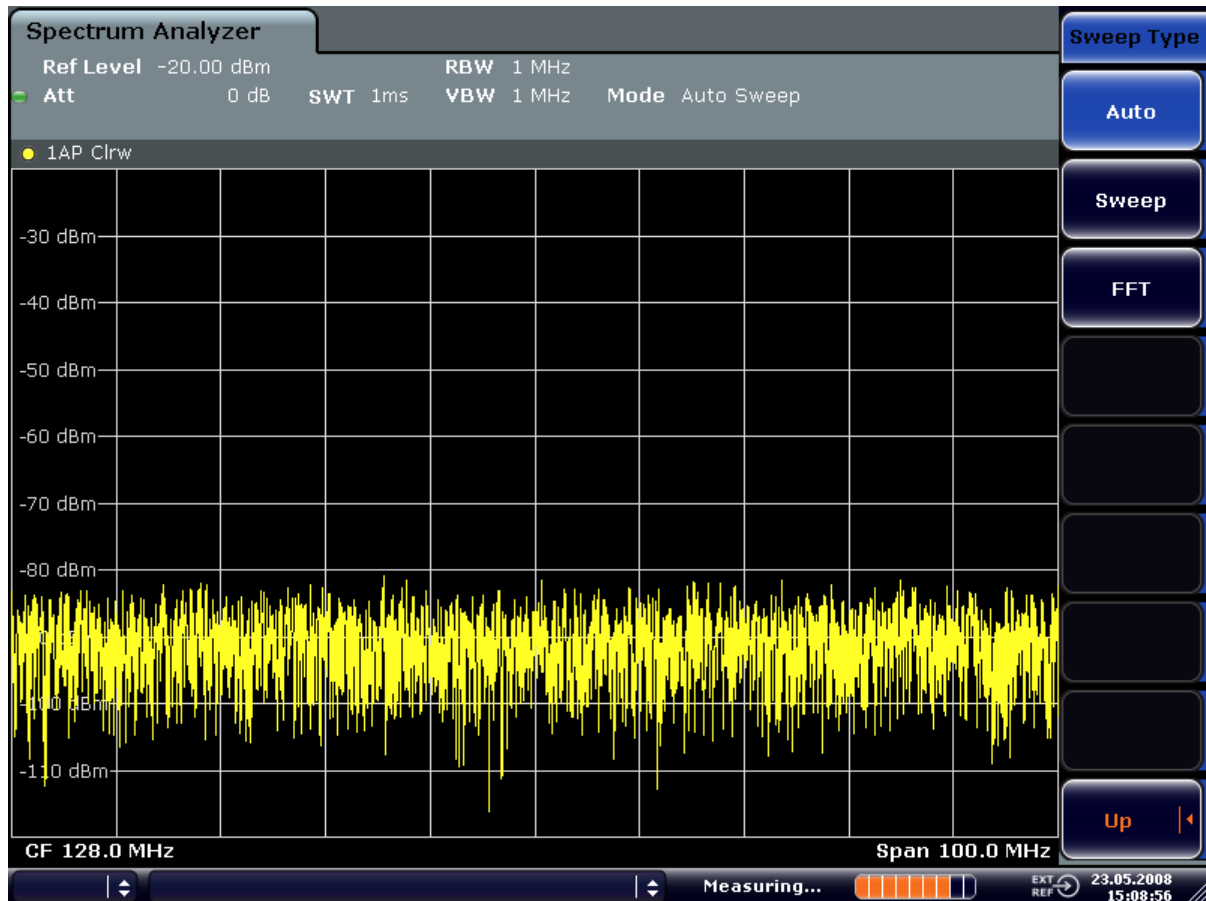 Spectrum Analyzer
Ref Level -20.00 dBm RBW 1 MHz
Att 0 dB SWT 1ms VBW 1 MHz Mode Auto Sweep
1AP Clrw
-30 dBm
-40 dBm
-50 dBm
-60 dBm
-70 dBm
-80 dBm
-100 dBm
-110 dBm
CF 128.0 MHz Span 100.0 MHz
Measuring...
EXT REF
23.05.2008
15:08:56
Sweep Type
Auto
Sweep
FFT
Up